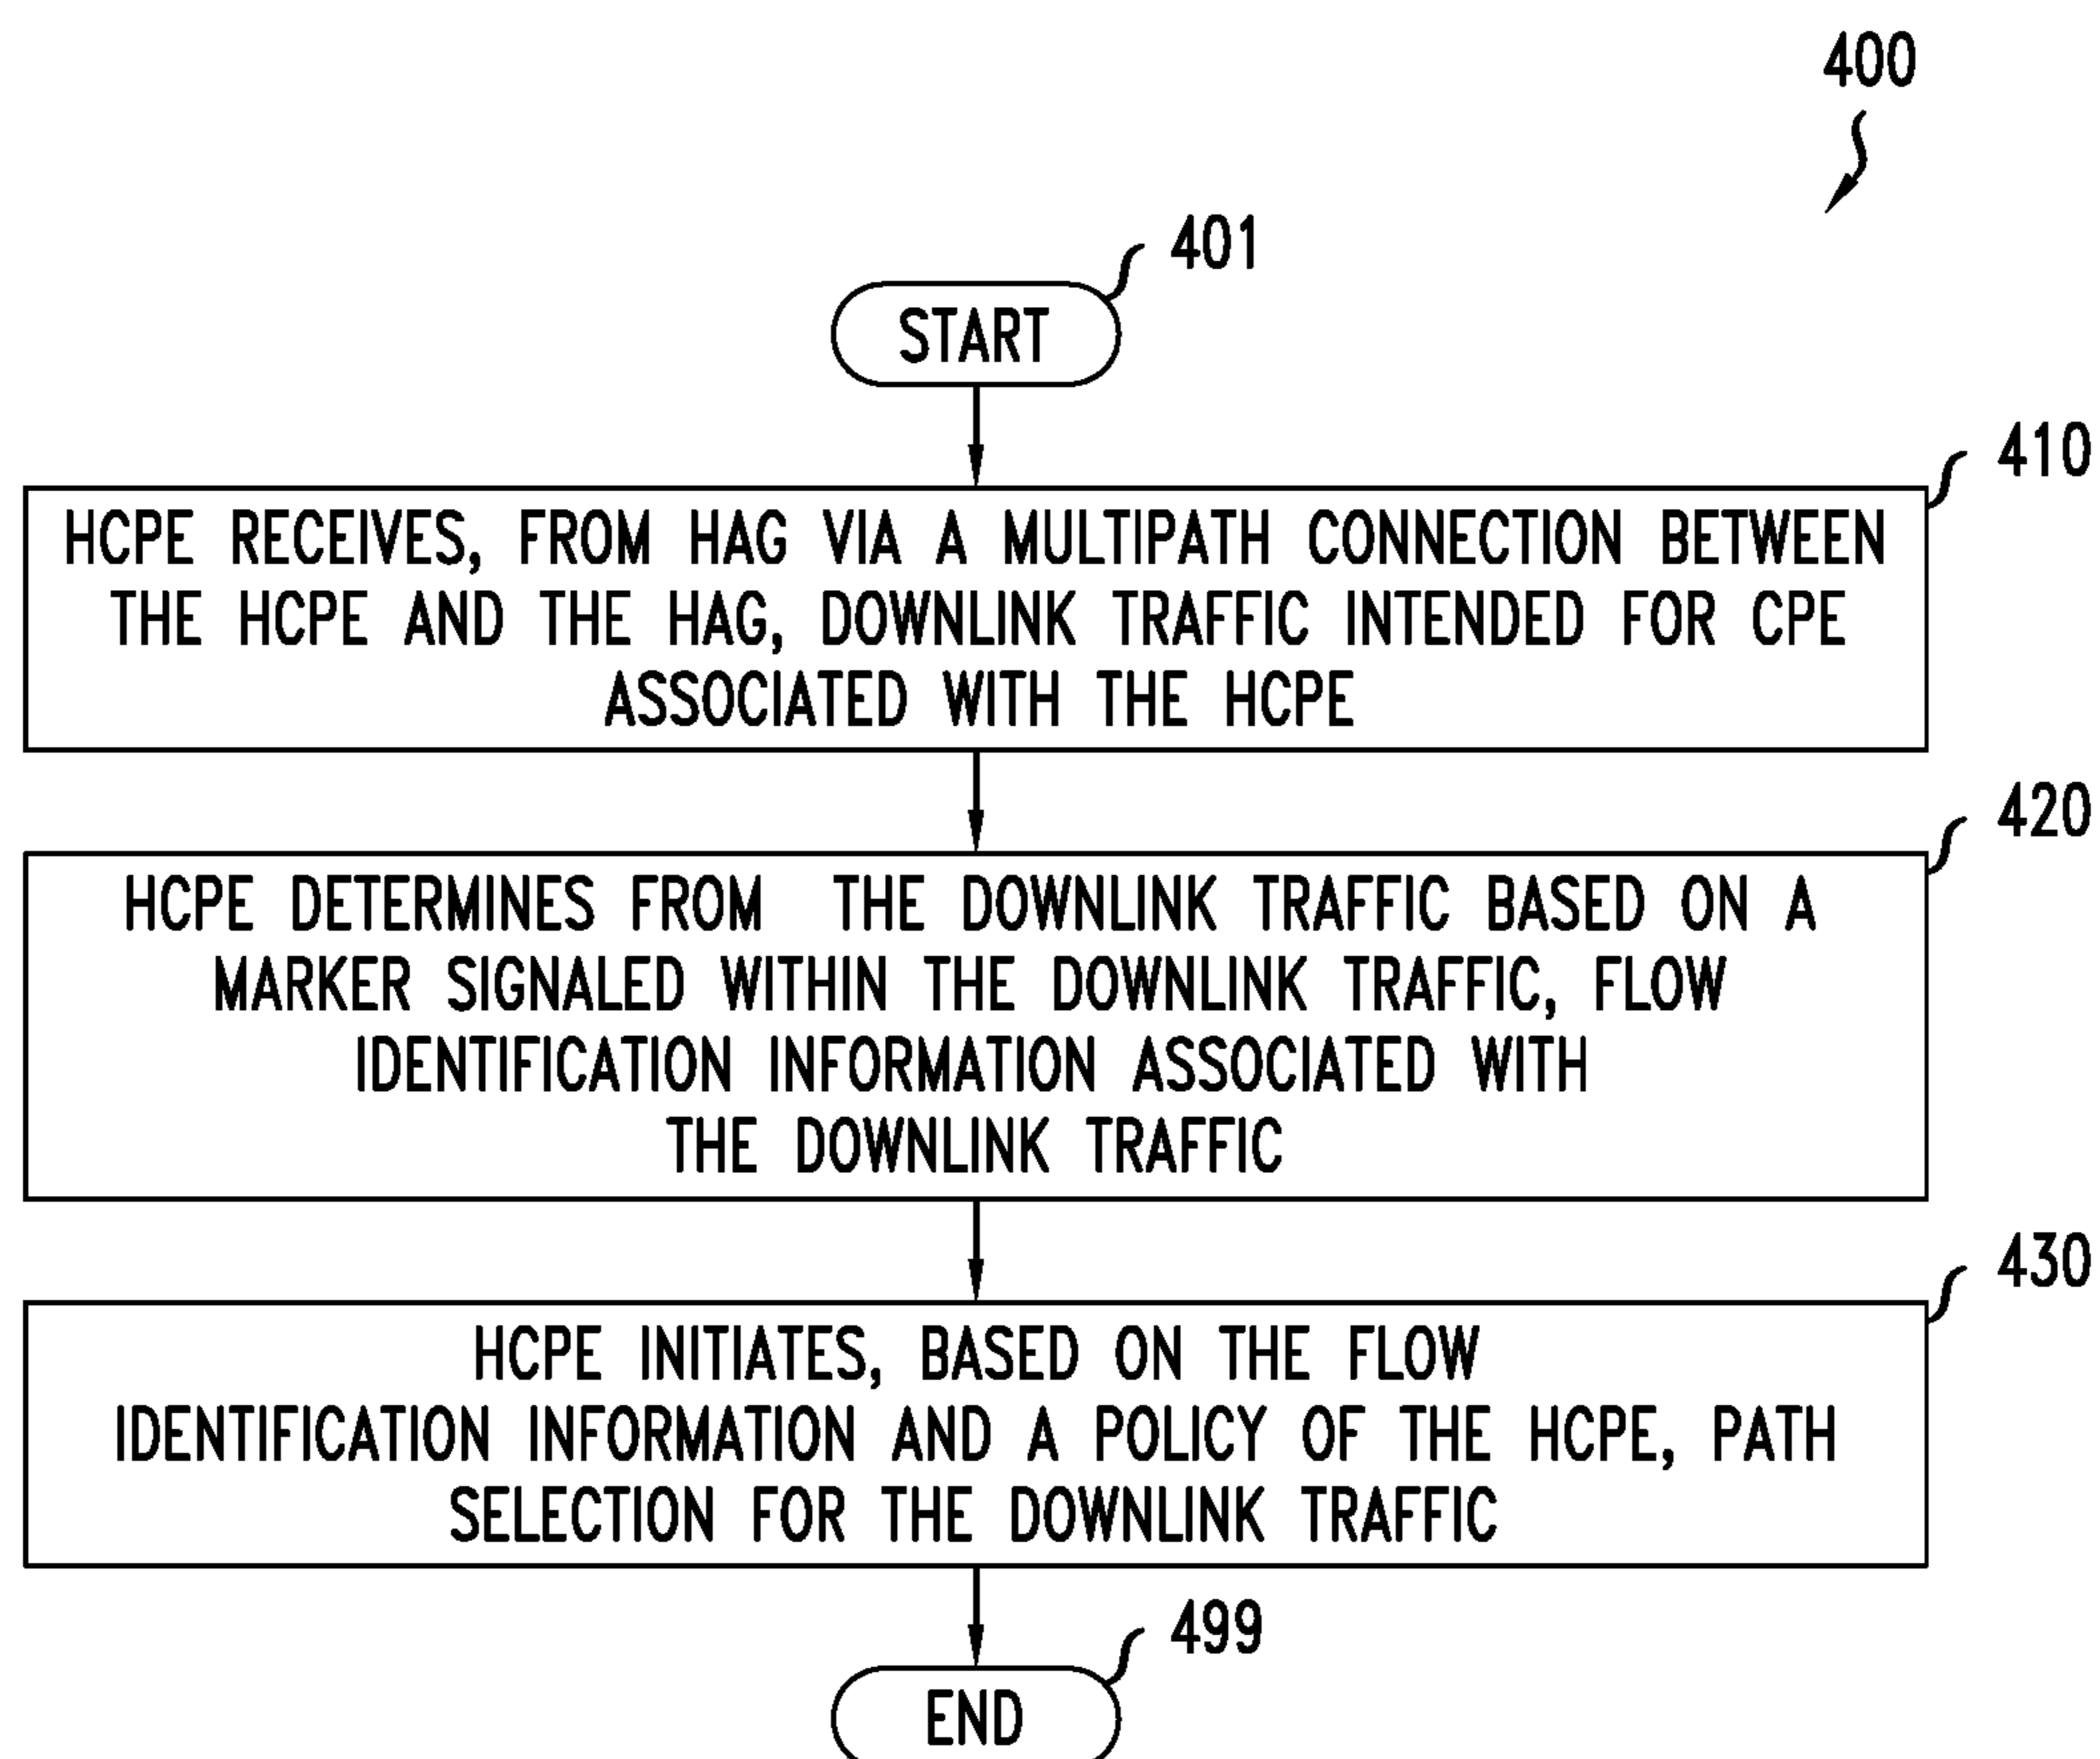 400
401
START
410
HCPE RECEIVES, FROM HAG VIA A MULTIPATH CONNECTION BETWEEN
THE HCPE AND THE HAG, DOWNLINK TRAFFIC INTENDED FOR CPE
ASSOCIATED WITH THE HCPE
420
HCPE DETERMINES FROM THE DOWNLINK TRAFFIC BASED ON A
MARKER SIGNALED WITHIN THE DOWNLINK TRAFFIC, FLOW
IDENTIFICATION INFORMATION ASSOCIATED WITH
THE DOWNLINK TRAFFIC
430
HCPE INITIATES, BASED ON THE FLOW
IDENTIFICATION INFORMATION AND A POLICY OF THE HCPE, PATH
SELECTION FOR THE DOWNLINK TRAFFIC
499
END